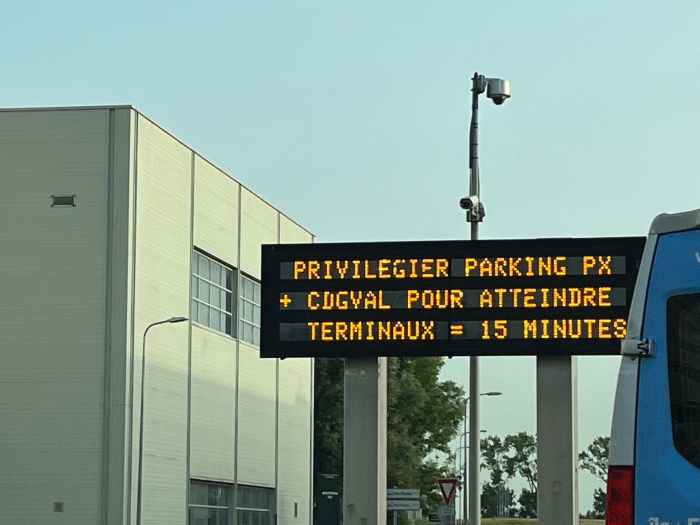 PRIVILEGIER PARKING PX
+ CDGVAL POUR ATTEINDRE
TERMINAUX = 15 MINUTES